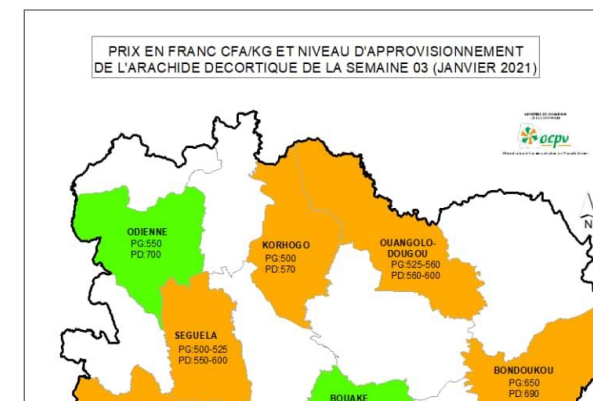 PRIX EN FRANC CFA/KG ET NIVEAU D'APPROVISIONNEMENT
DE L'ARACHIDE DECORTIQUE DE LA SEMAINE 03 (JANVIER 2021)
ocpv
N
ODIENNE
PG:550
PD:700
KORHOGO
PG:500
PD:570
OUANGOLO-
DOUGOU
PG:525-560
PD:560-600
SEGUELA
PG:500-525
PD:550-600
BONDOUKOU
PG:650
PD:690
BOUAKE